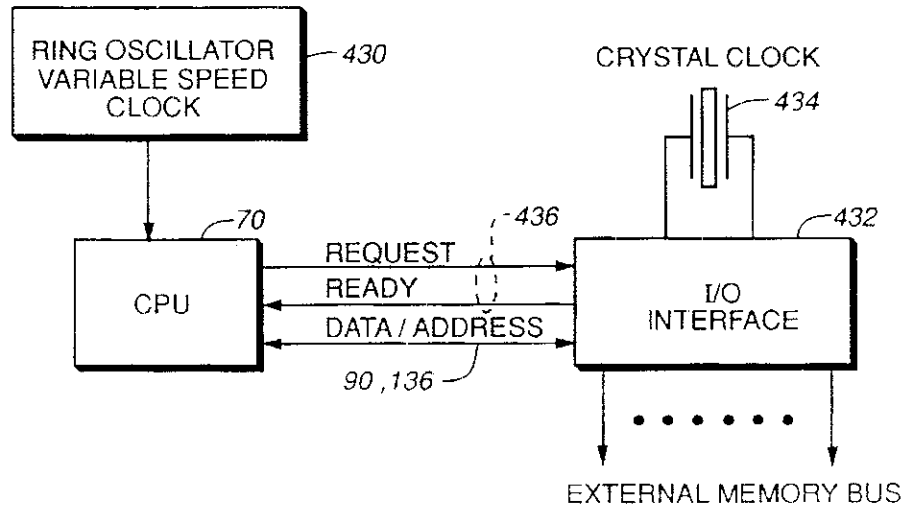 RING OSCILLATOR
VARIABLE SPEED
CLOCK
430
CRYSTAL CLOCK
434
70
436
432
CPU
REQUEST
READY
DATA / ADDRESS
90 ,136
I/O
INTERFACE
EXTERNAL MEMORY BUS